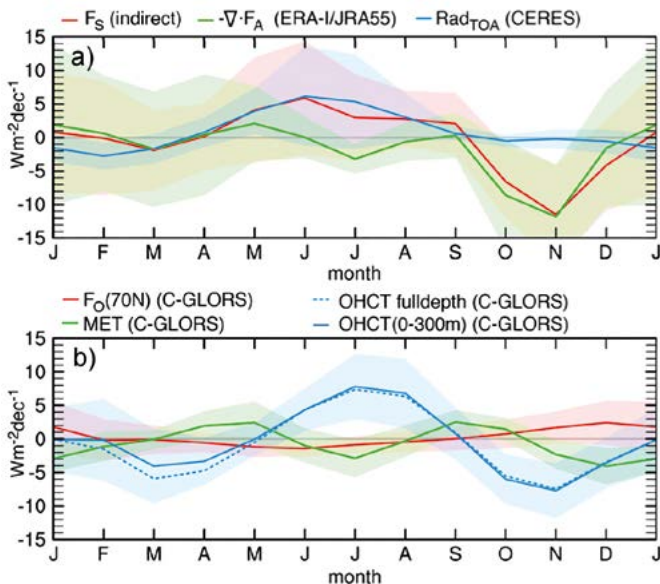 F_S (indirect) -∇·F_A (ERA-I/JRA55) Rad_TOA (CERES)
a)
Wm⁻²dec⁻¹
15
10
5
0
-5
-10
-15
J F M A M J J A S O N D J
month
F_O(70N) (C-GLORS) OHCT fulldepth (C-GLORS)
MET (C-GLORS) OHCT(0-300m) (C-GLORS)
b)
Wm⁻²dec⁻¹
15
10
5
0
-5
-10
-15
J F M A M J J A S O N D J
month